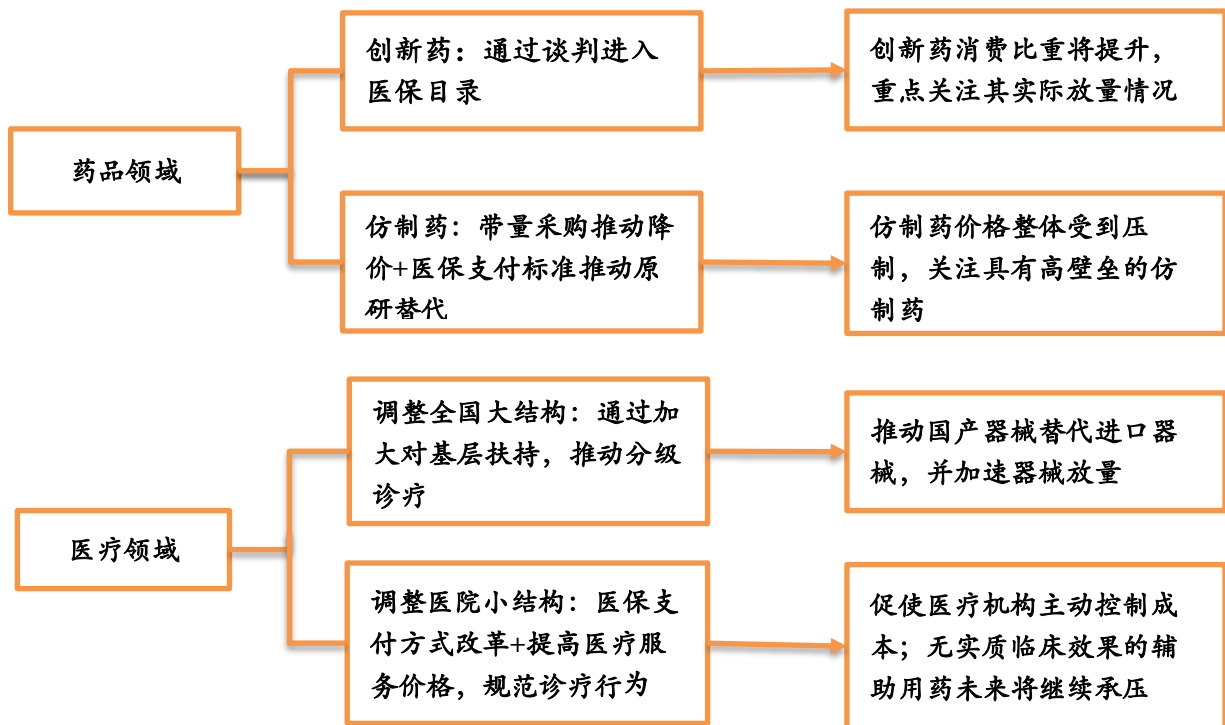 药品领域
创新药：通过谈判进入
医保目录
创新药消费比重将提升，
重点关注其实际放量情况
仿制药：带量采购推动降
价+医保支付标准推动原
研替代
仿制药价格整体受到压
制，关注具有高壁垒的仿
制药
医疗领域
调整全国大结构：通过加
大对基层扶持，推动分级
诊疗
推动国产器械替代进口器
械，并加速器械放量
调整医院小结构：医保支
付方式改革+提高医疗服
务价格，规范诊疗行为
促使医疗机构主动控制成
本；无实质临床效果的辅
助用药未来将继续承压